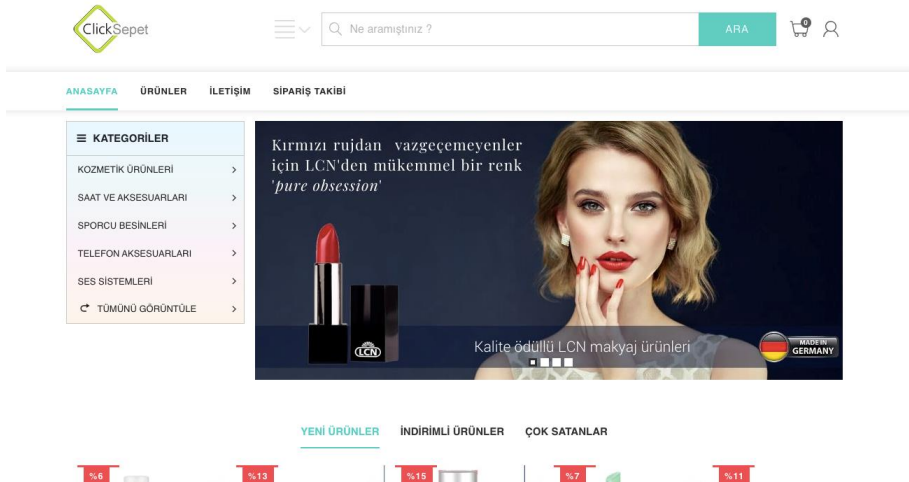 ClickSepet
Ne aramıştınız ?
ARA
0
ANASAYFA ÜRÜNLER İLETİŞİM SİPARİŞ TAKİBİ
KATEGORİLER
KOZMETİK ÜRÜNLERİ
SAAT VE AKSESUARLARI
SPORCU BESİNLERİ
TELEFON AKSESUARLARI
SES SİSTEMLERİ
TÜMÜNÜ GÖRÜNTÜLE
Kırmızı rujdan vazgeçemeyenler
için LCN'den mükemmel bir renk
'pure obsession'
LCN
Kalite ödüllü LCN makyaj ürünleri
MADE IN
GERMANY
YENİ ÜRÜNLER İNDİRİMLİ ÜRÜNLER ÇOK SATANLAR
%6 %13 %15 %7 %11